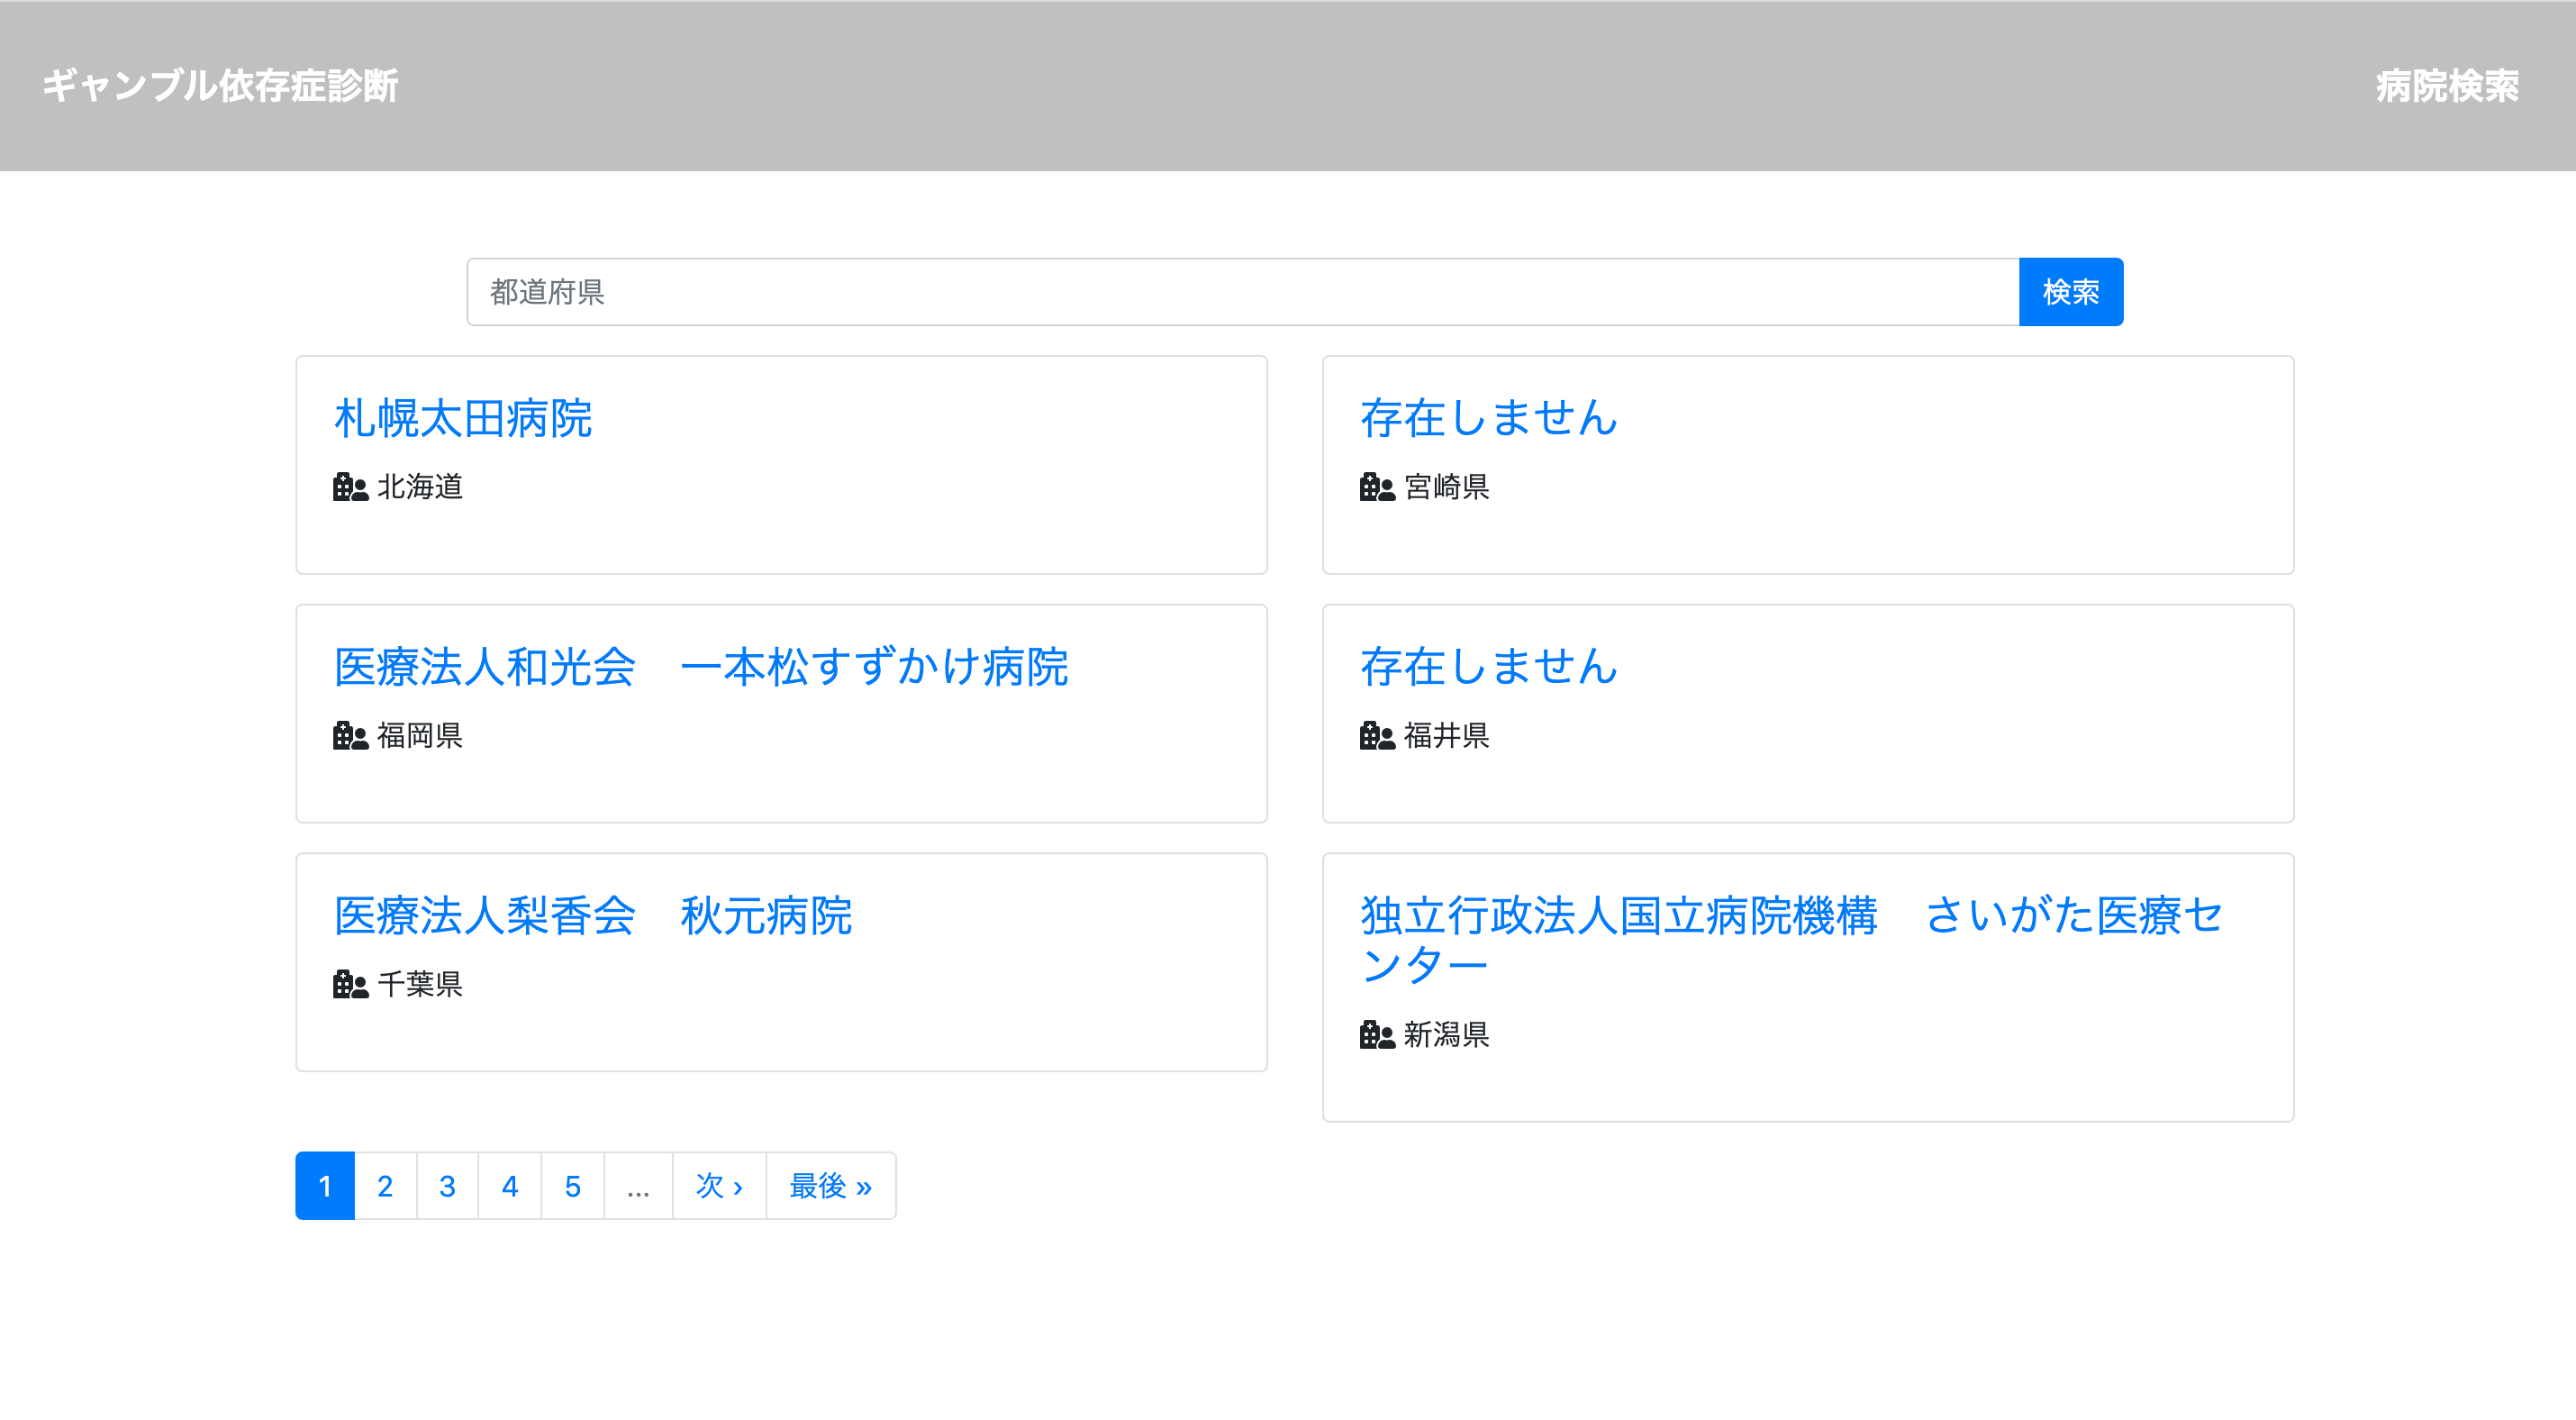 ギャンブル依存症診断
病院検索
都道府県
検索
札幌太田病院
北海道
存在しません
宮崎県
医療法人和光会　一本松すずかけ病院
福岡県
存在しません
福井県
医療法人梨香会　秋元病院
千葉県
独立行政法人国立病院機構　さいがた医療セ
ンター
新潟県
1 2 3 4 5 ... 次 › 最後 »